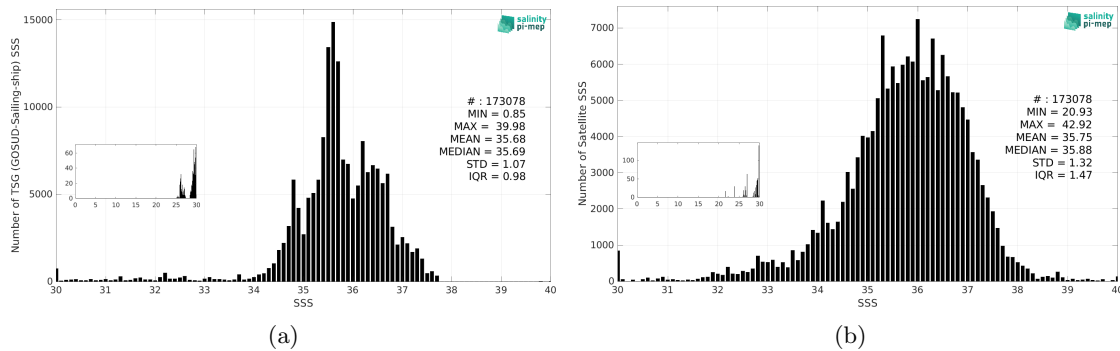 salinity
pi-mep
15000
10000
5000
0
Number of TSG (GOSUD-Sailing-ship) SSS
# : 173078
MIN = 0.85
MAX = 39.98
MEAN = 35.68
MEDIAN = 35.69
STD = 1.07
IQR = 0.98
60
40
20
0
0 5 10 15 20 25 30
30 31 32 33 34 35 36 37 38 39 40
SSS
(a)
salinity
pi-mep
7000
6000
5000
4000
3000
2000
1000
0
Number of Satellite SSS
# : 173078
MIN = 20.93
MAX = 42.92
MEAN = 35.75
MEDIAN = 35.88
STD = 1.32
IQR = 1.47
100
50
0
0 5 10 15 20 25 30
30 31 32 33 34 35 36 37 38 39 40
SSS
(b)